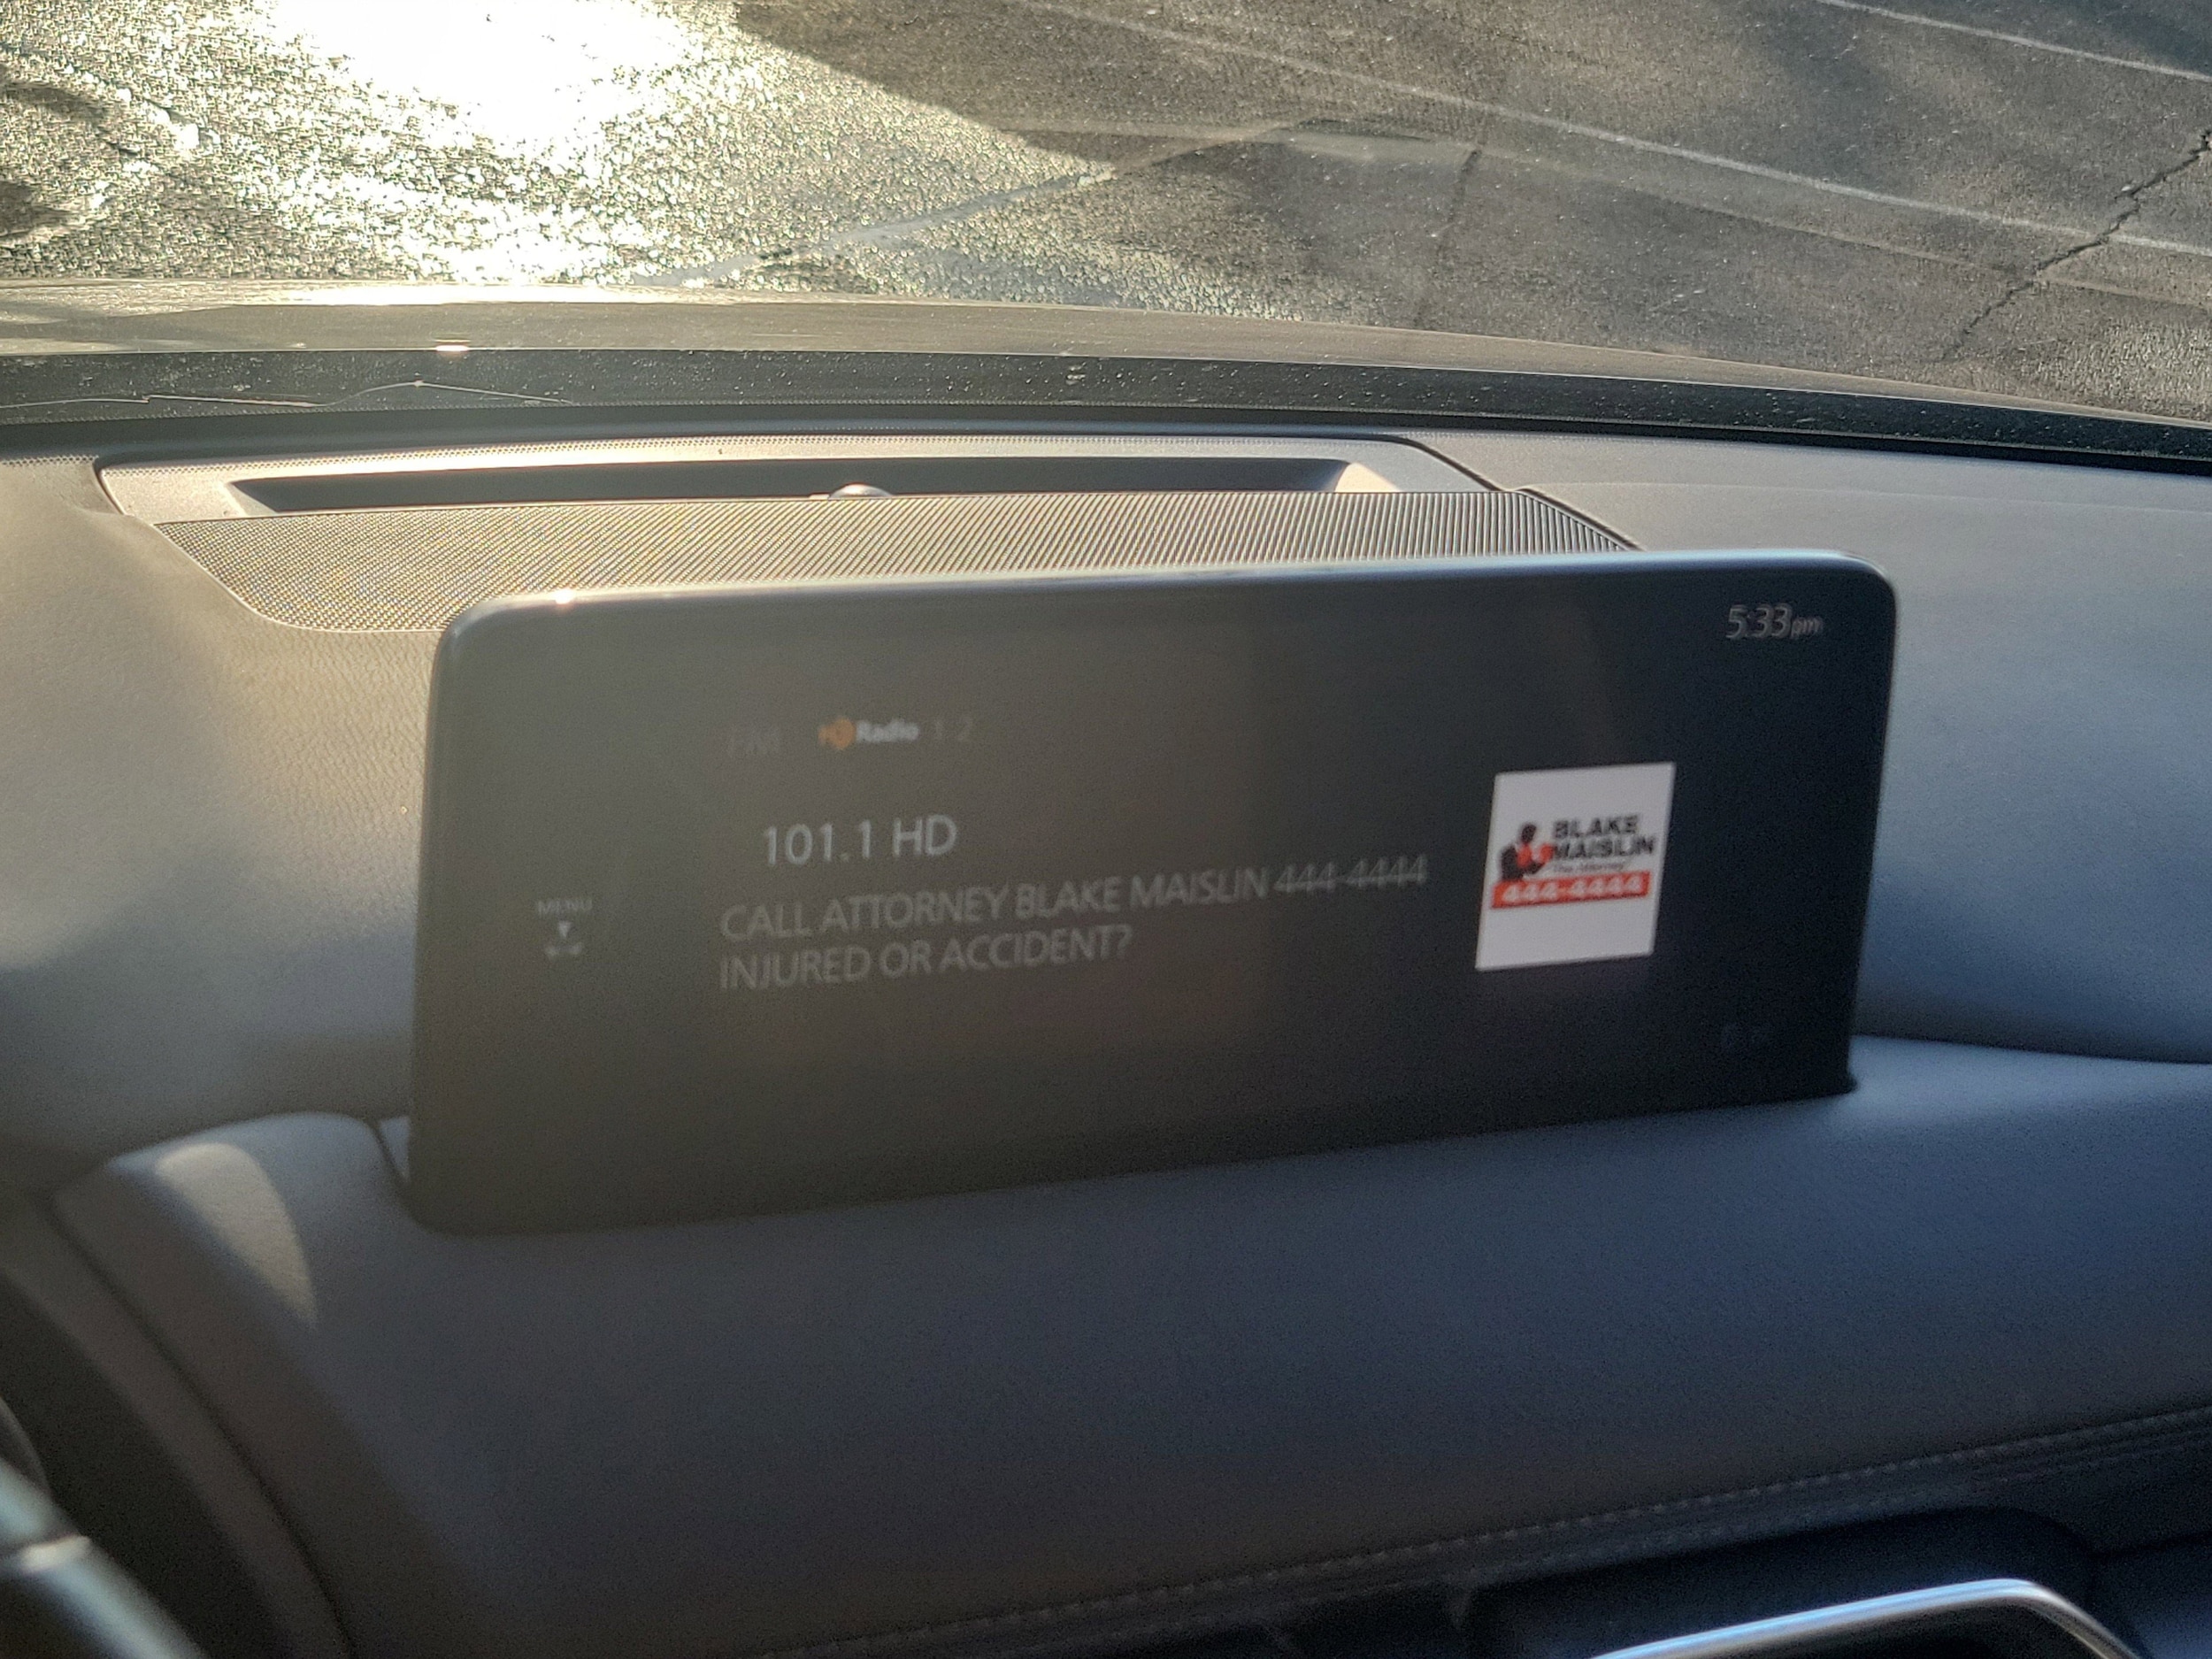 5:33pm
FM HD Radio 1 2
101.1 HD
CALL ATTORNEY BLAKE MAISLIN 444-4444
INJURED OR ACCIDENT?
MENU
BLAKE
MAISLIN
444-4444